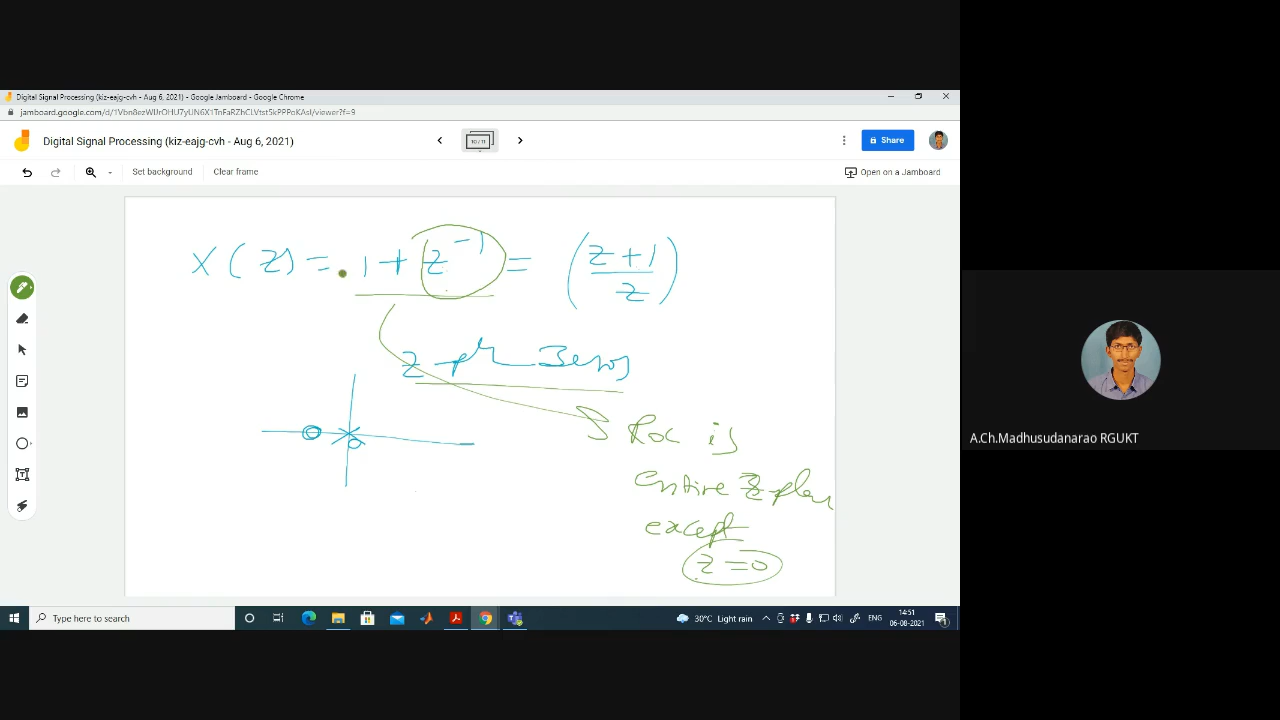 Digital Signal Processing (kiz-eajg-cvh - Aug 6, 2021) - Google Jamboard - Google Chrome
Digital Signal Processing (kiz-eajg-cvh - Aug 6, 2021)
10 / 11
Share
Set background
Clear frame
Open on a Jamboard
X(z) = 1 + z⁻¹ = (z+1/z)
Roc is
entire z-plan
except
z=0
A.Ch.Madhusudanarao RGUKT
Type here to search
30°C Light rain
ENG
14:51
06-08-2021